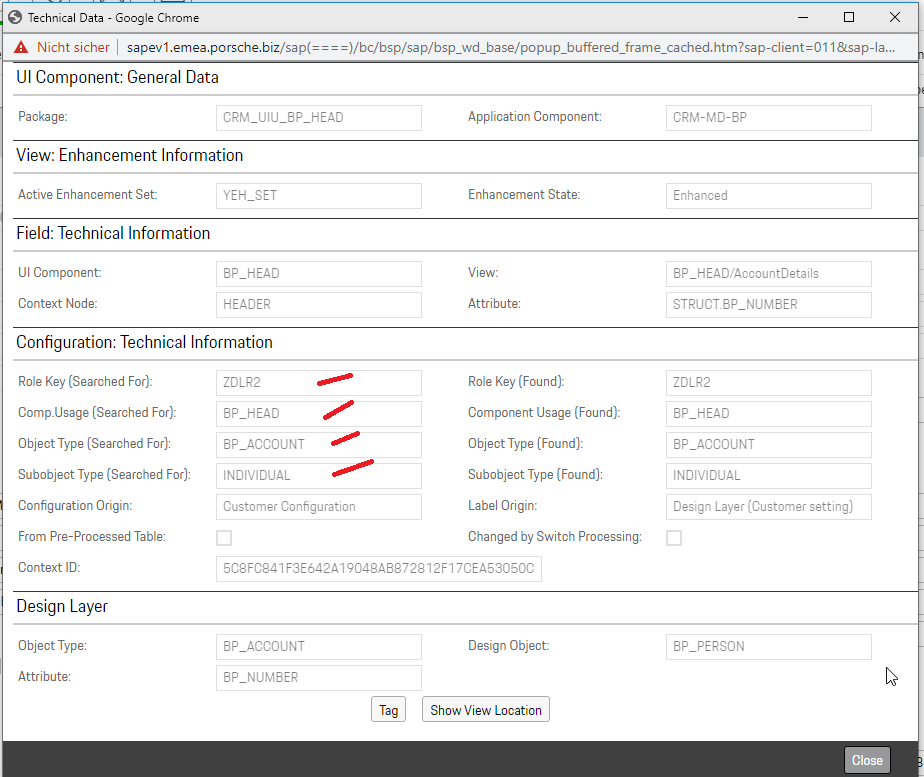 Technical Data - Google Chrome
Nicht sicher | sapev1.emea.porsche.biz/sap(====)/bc/bsp/sap/bsp_wd_base/popup_buffered_frame_cached.htm?sap-client=011&sap-la...
UI Component: General Data
Package: CRM_UIU_BP_HEAD Application Component: CRM-MD-BP
View: Enhancement Information
Active Enhancement Set: YEH_SET Enhancement State: Enhanced
Field: Technical Information
UI Component: BP_HEAD View: BP_HEAD/AccountDetails
Context Node: HEADER Attribute: STRUCT.BP_NUMBER
Configuration: Technical Information
Role Key (Searched For): ZDLR2 Role Key (Found): ZDLR2
Comp.Usage (Searched For): BP_HEAD Component Usage (Found): BP_HEAD
Object Type (Searched For): BP_ACCOUNT Object Type (Found): BP_ACCOUNT
Subobject Type (Searched For): INDIVIDUAL Subobject Type (Found): INDIVIDUAL
Configuration Origin: Customer Configuration Label Origin: Design Layer (Customer setting)
From Pre-Processed Table: Changed by Switch Processing:
Context ID: 5C8FC841F3E642A19048AB872812F17CEA53050C
Design Layer
Object Type: BP_ACCOUNT Design Object: BP_PERSON
Attribute: BP_NUMBER
Tag Show View Location
Close